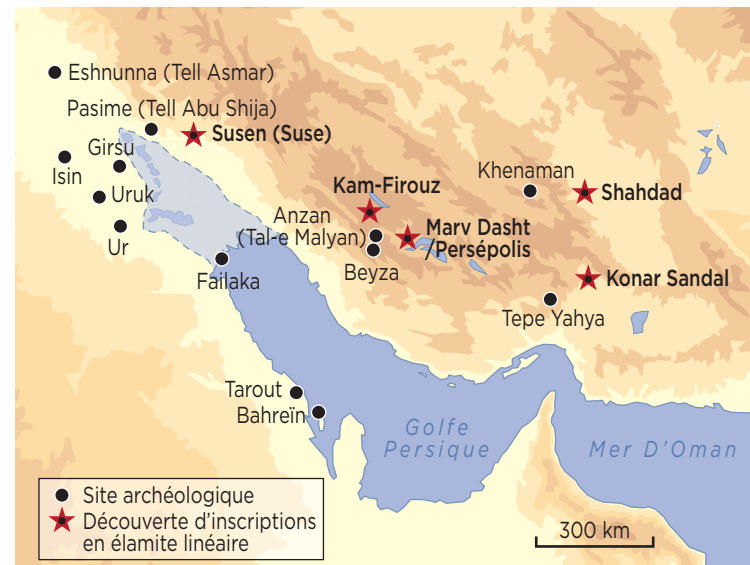 Eshnunna (Tell Asmar)
Pasime (Tell Abu Shija)
Susen (Suse)
Girsu
Isin
Uruk
Ur
Failaka
Kam-Firouz
Khenaman
Shahdad
Anzan
(Tal-e Malyan)
Marv Dasht
/Persépolis
Beyza
Konar Sandal
Tepe Yahya
Tarout
Bahreïn
Golfe
Persique
Mer D'Oman
Site archéologique
Découverte d'inscriptions
en élamite linéaire
300 km